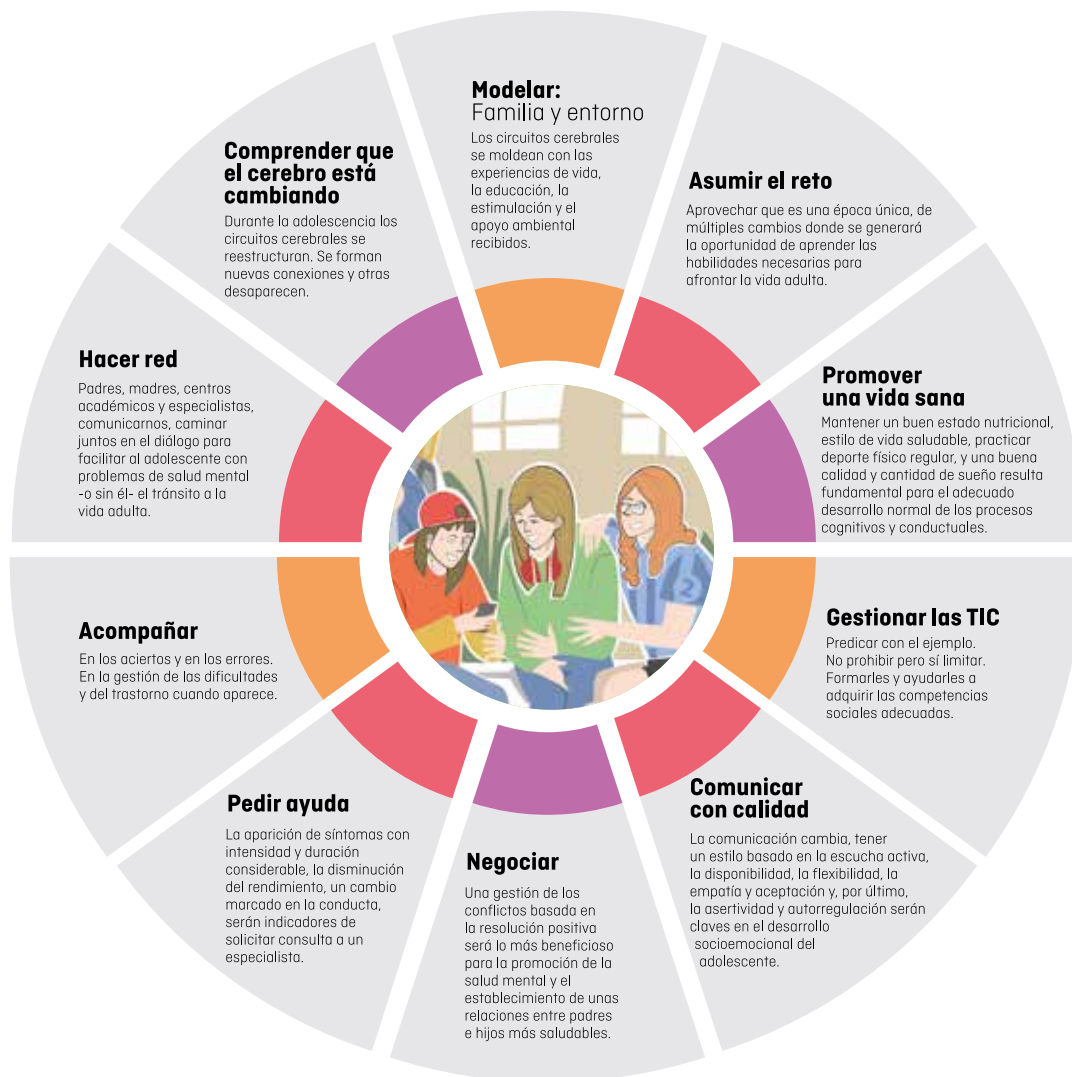 Modelar:
Familia y entorno
Los circuitos cerebrales
se moldean con las
experiencias de vida,
la educación, la
estimulación y el
apoyo ambiental
recibidos.
Asumir el reto
Aprovechar que es una época única, de
múltiples cambios donde se generará
la oportunidad de aprender las
habilidades necesarias para
afrontar la vida adulta.
Promover
una vida sana
Mantener un buen estado nutricional,
estilo de vida saludable, practicar
deporte físico regular, y una buena
calidad y cantidad de sueño resulta
fundamental para el adecuado
desarrollo normal de los procesos
cognitivos y conductuales.
Gestionar las TIC
Predicar con el ejemplo.
No prohibir pero sí limitar.
Formarles y ayudarles a
adquirir las competencias
sociales adecuadas.
Comunicar
con calidad
La comunicación cambia, tener
un estilo basado en la escucha activa,
la disponibilidad, la flexibilidad, la
empatía y aceptación y, por último,
la asertividad y autorregulación serán
claves en el desarrollo
socioemocional del
adolescente.
Negociar
Una gestión de los
conflictos basada en
la resolución positiva
será lo más beneficioso
para la promoción de la
salud mental y el
establecimiento de unas
relaciones entre padres
e hijos más saludables.
Pedir ayuda
La aparición de síntomas con
intensidad y duración
considerable, la disminución
del rendimiento, un cambio
marcado en la conducta,
serán indicadores de
solicitar consulta a un
especialista.
Acompañar
En los aciertos y en los errores.
En la gestión de las dificultades
y del trastorno cuando aparece.
Hacer red
Padres, madres, centros
académicos y especialistas,
comunicarnos, caminar
juntos en el diálogo para
facilitar al adolescente con
problemas de salud mental
-o sin él- el tránsito a la
vida adulta.
Comprender que
el cerebro está
cambiando
Durante la adolescencia los
circuitos cerebrales se
reestructuran. Se forman
nuevas conexiones y otras
desaparecen.
2